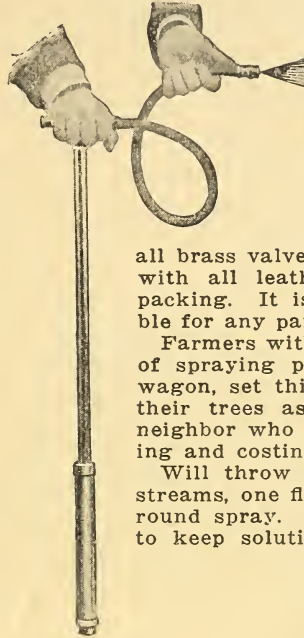 all brass valve
with all leath
packing. It is
ble for any pa
Farmers wit
of spraying p
wagon, set thi
their trees as
neighbor who
ing and costin
Will throw
streams, one fl
round spray.
to keep soluti